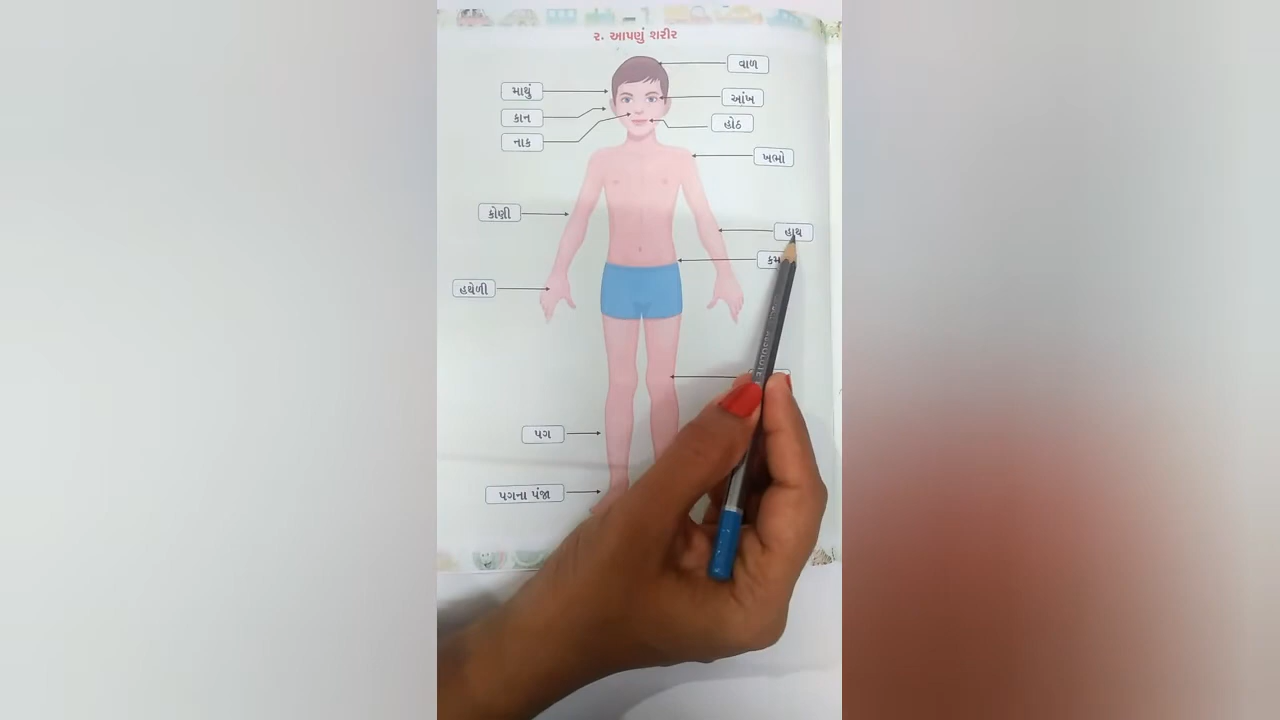 ૨. આપણું શરીર
વાળ
માથું
આંખ
કાન
હોઠ
નાક
ખભો
કોણી
હાથ
હથેળી
પગ
પગના પંજા